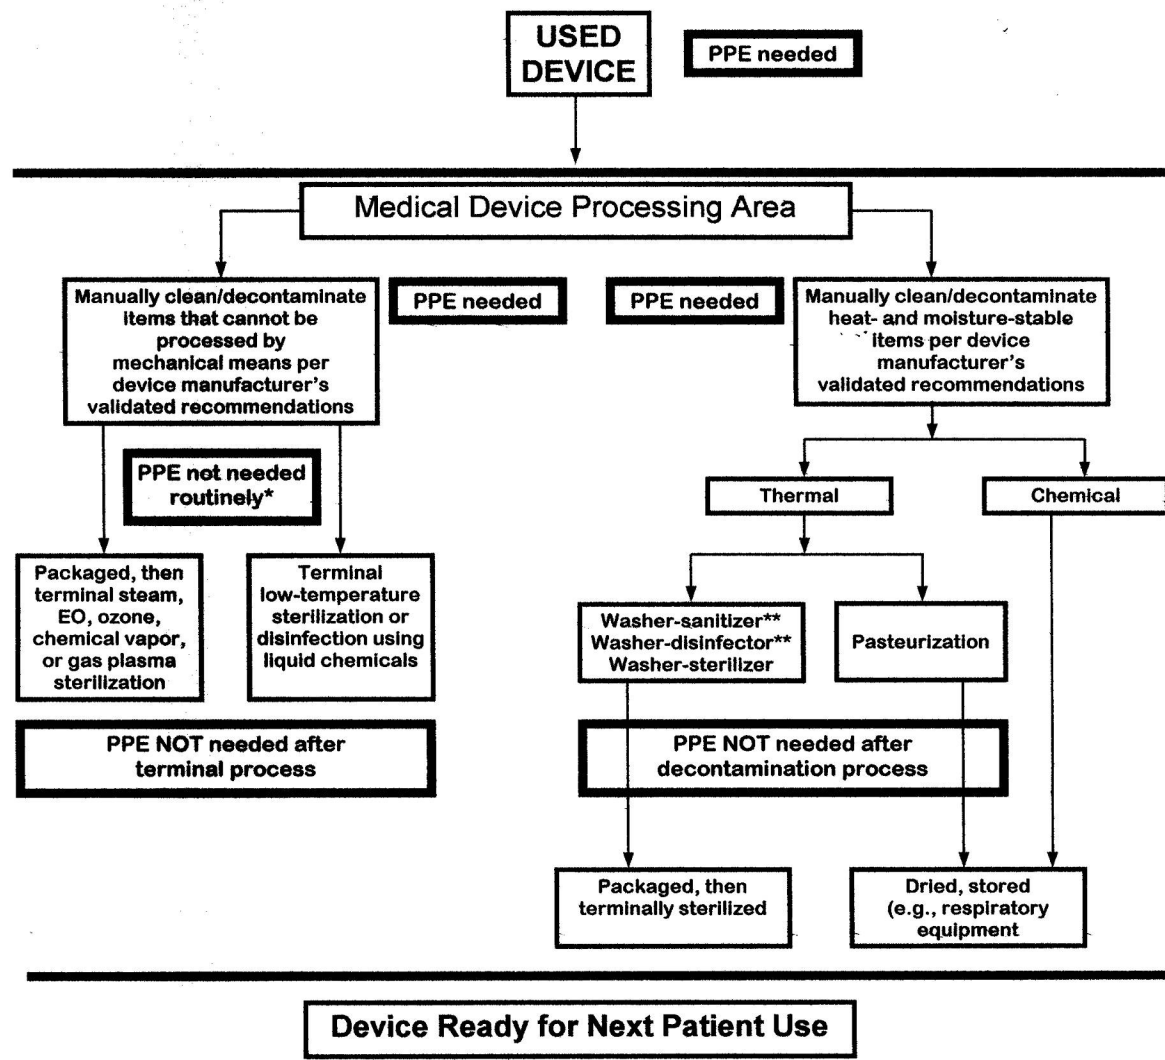 USED
DEVICE
PPE needed
Medical Device Processing Area
Manually clean/decontaminate
items that cannot be
processed by
mechanical means per
device manufacturer's
validated recommendations
PPE needed
PPE needed
Manually clean/decontaminate
heat- and moisture-stable
items per device
manufacturer's
validated recommendations
PPE not needed
routinely*
Thermal
Chemical
Packaged, then
terminal steam,
EO, ozone,
chemical vapor,
or gas plasma
sterilization
Terminal
low-temperature
sterilization or
disinfection using
liquid chemicals
Washer-sanitizer**
Washer-disinfector**
Washer-sterilizer
Pasteurization
PPE NOT needed after
terminal process
PPE NOT needed after
decontamination process
Packaged, then
terminally sterilized
Dried, stored
(e.g., respiratory
equipment
Device Ready for Next Patient Use